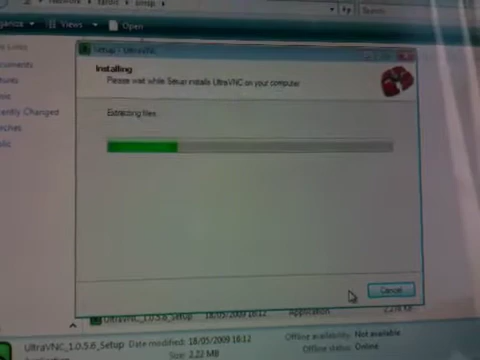 Views
Open
Search
Setup - UltraVNC
Installing
Please wait while Setup installs UltraVNC on your computer
Extracting files
Cancel
UltraVNC_1.0.5.6_Setup 18/05/2009 18:12 Application
UltraVNC_1.0.5.6_Setup Date modified: 18/05/2009 18:12 Offline availability: Not available
Size: 2,22 MB Offline status: Online
ently Changed